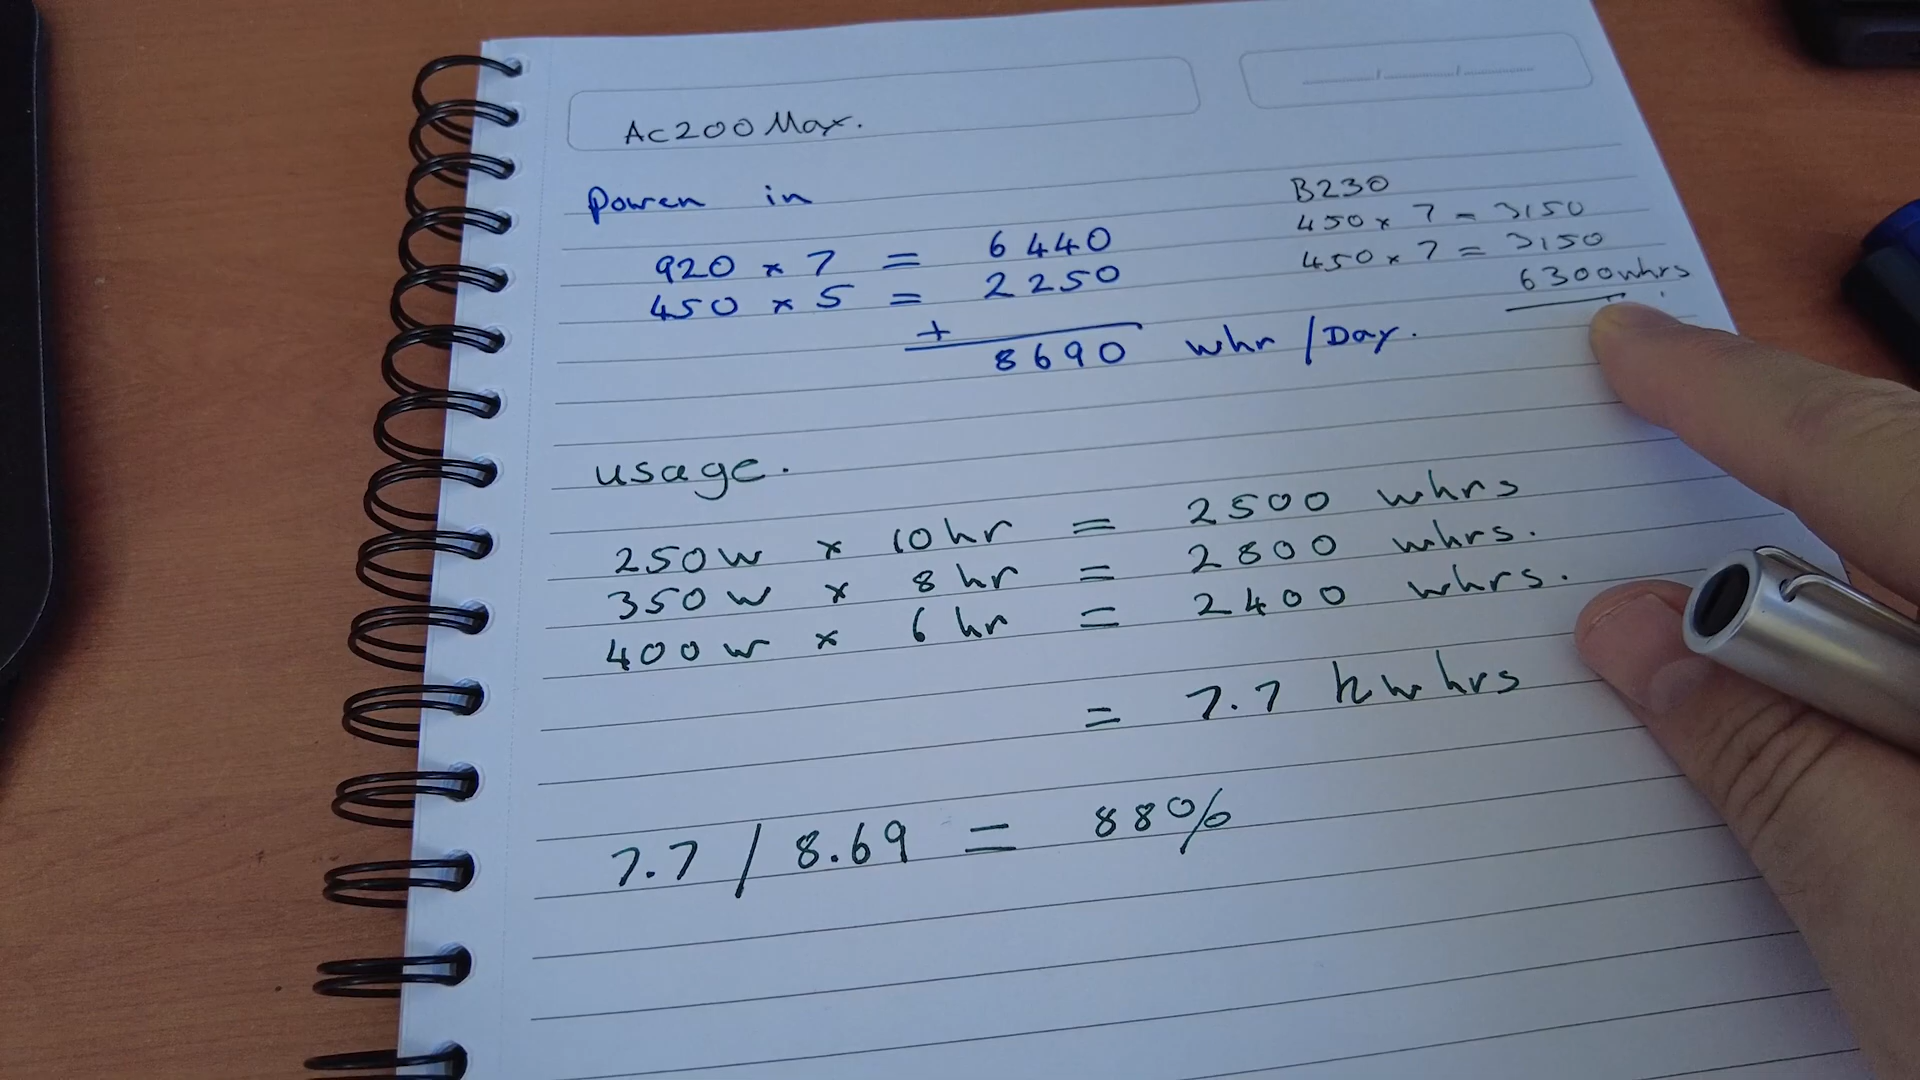 Ac200 Max.
Power in
920 x 7 = 6440
450 x 5 = 2250
+
8690 whr / Day.
B230
450 x 7 = 3150
450 x 7 = 3150
6300whrs
usage.
250w x 10hr = 2500 whrs
350w x 8hr = 2800 whrs.
400w x 6hr = 2400 whrs.
= 7.7 kwhrs
7.7 / 8.69 = 88%